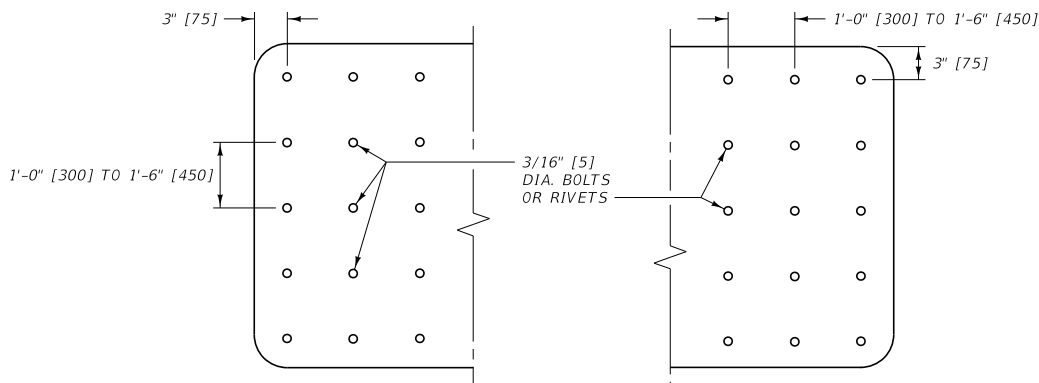 3" [75]
1'-0" [300] TO 1'-6" [450]
3" [75]
1'-0" [300] TO 1'-6" [450]
3/16" [5]
DIA. BOLTS
OR RIVETS